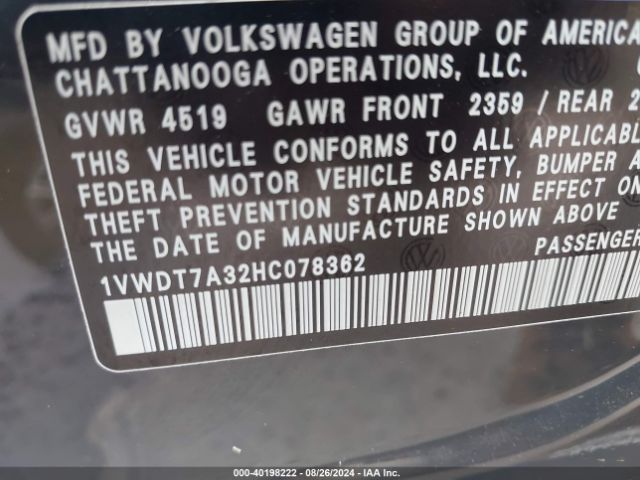 MFD BY VOLKSWAGEN GROUP OF AMERICA
CHATTANOOGA OPERATIONS, LLC.
GVWR 4519 GAWR FRONT 2359 / REAR 2
THIS VEHICLE CONFORMS TO ALL APPLICABLE
FEDERAL MOTOR VEHICLE SAFETY, BUMPER A
THEFT PREVENTION STANDARDS IN EFFECT ON
THE DATE OF MANUFACTURE SHOWN ABOVE
1VWDT7A32HC078362 PASSENGER
000-40198222 - 08/26/2024 - IAA Inc.